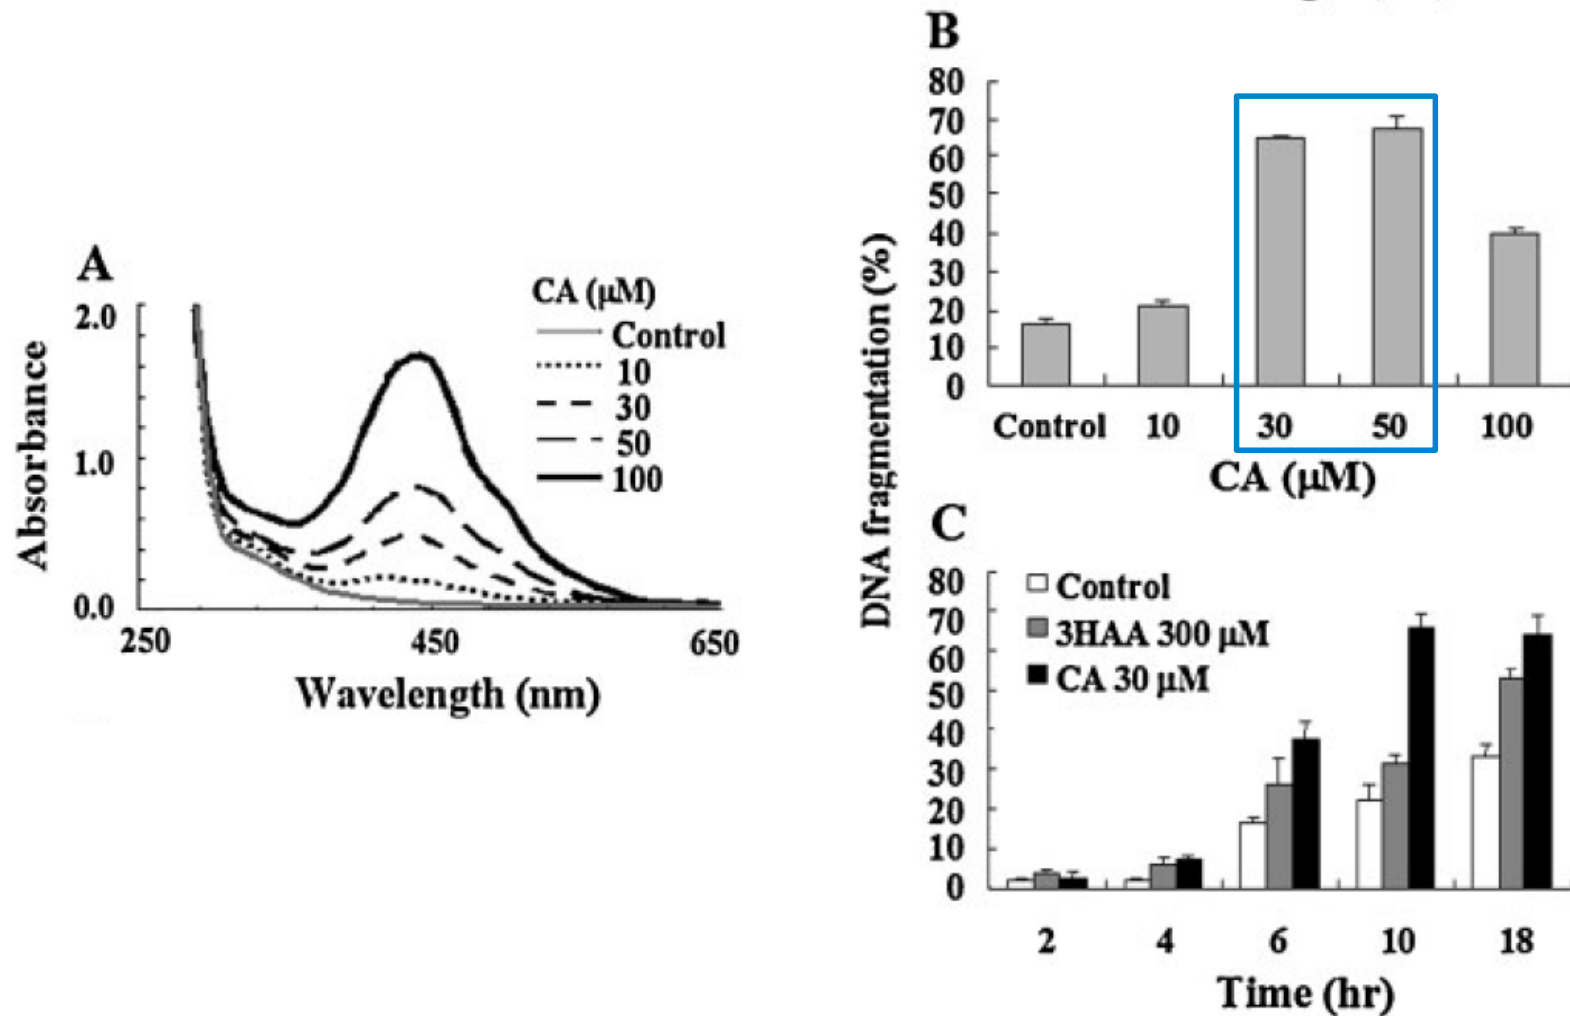 A
2.0
1.0
0.0
Absorbance
250 450 650
Wavelength (nm)
CA (μM)
Control
10
30
50
100
B
80
70
60
50
40
30
20
10
0
Control 10 30 50 100
CA (μM)
DNA fragmentation (%)
C
80
70
60
50
40
30
20
10
0
Control
3HAA 300 μM
CA 30 μM
2 4 6 10 18
Time (hr)